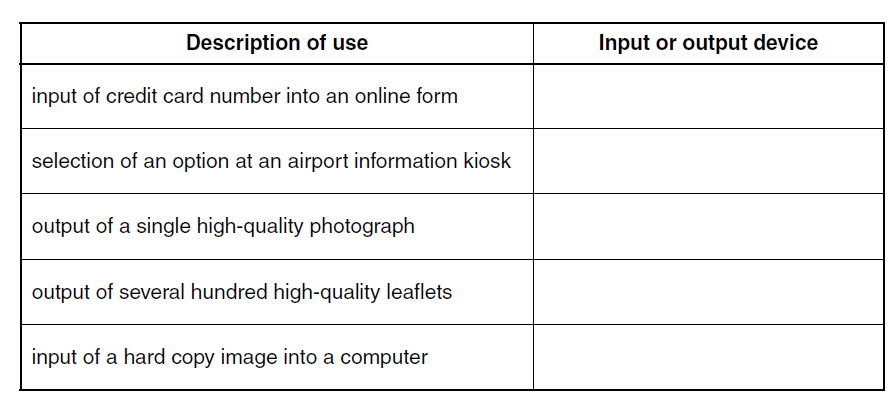 Description of use
Input or output device
input of credit card number into an online form
selection of an option at an airport information kiosk
output of a single high-quality photograph
output of several hundred high-quality leaflets
input of a hard copy image into a computer